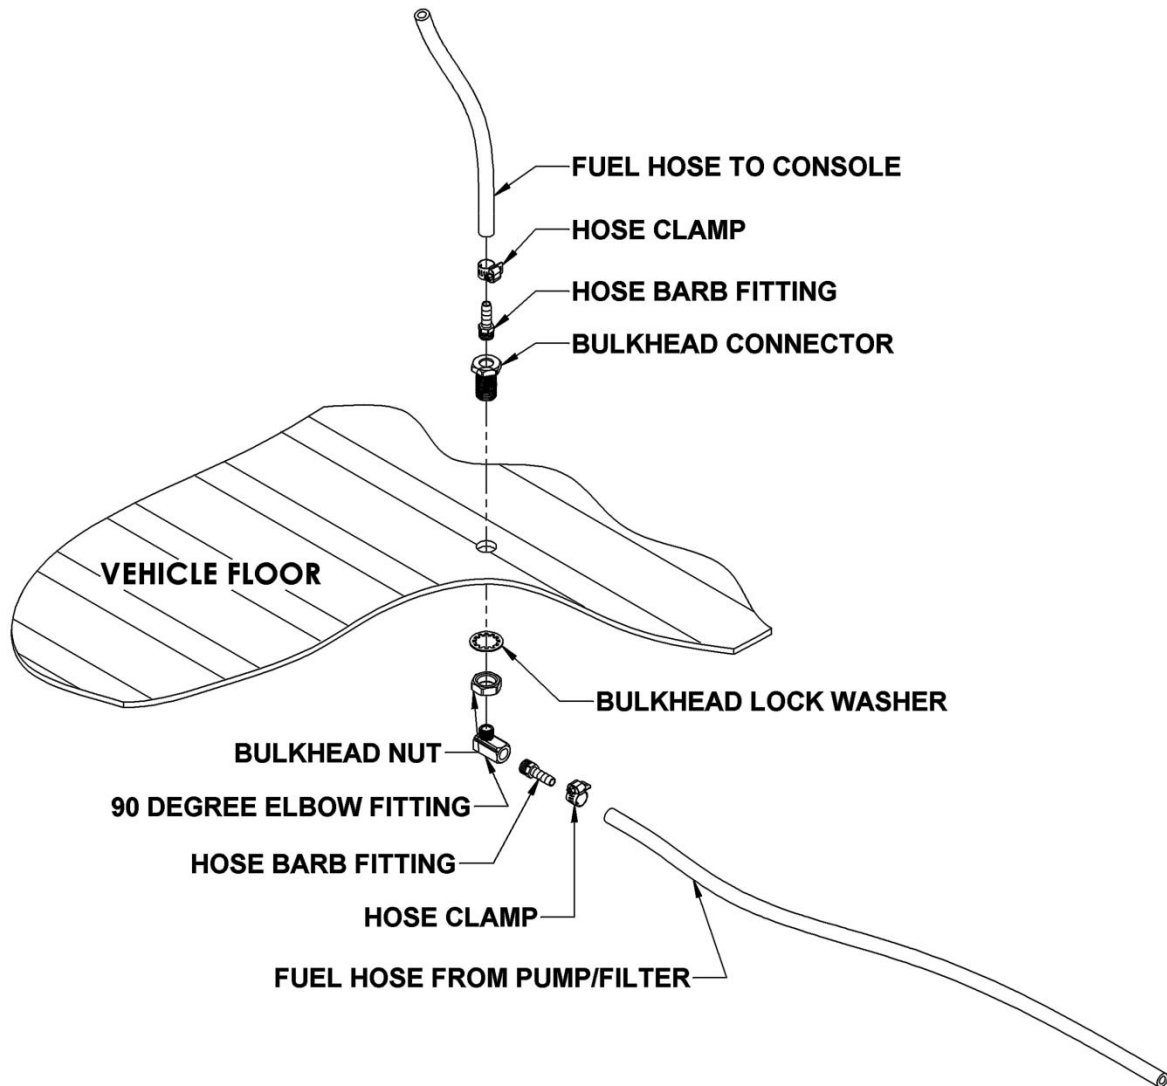 FUEL HOSE TO CONSOLE
HOSE CLAMP
HOSE BARB FITTING
BULKHEAD CONNECTOR
VEHICLE FLOOR
BULKHEAD LOCK WASHER
BULKHEAD NUT
90 DEGREE ELBOW FITTING
HOSE BARB FITTING
HOSE CLAMP
FUEL HOSE FROM PUMP/FILTER